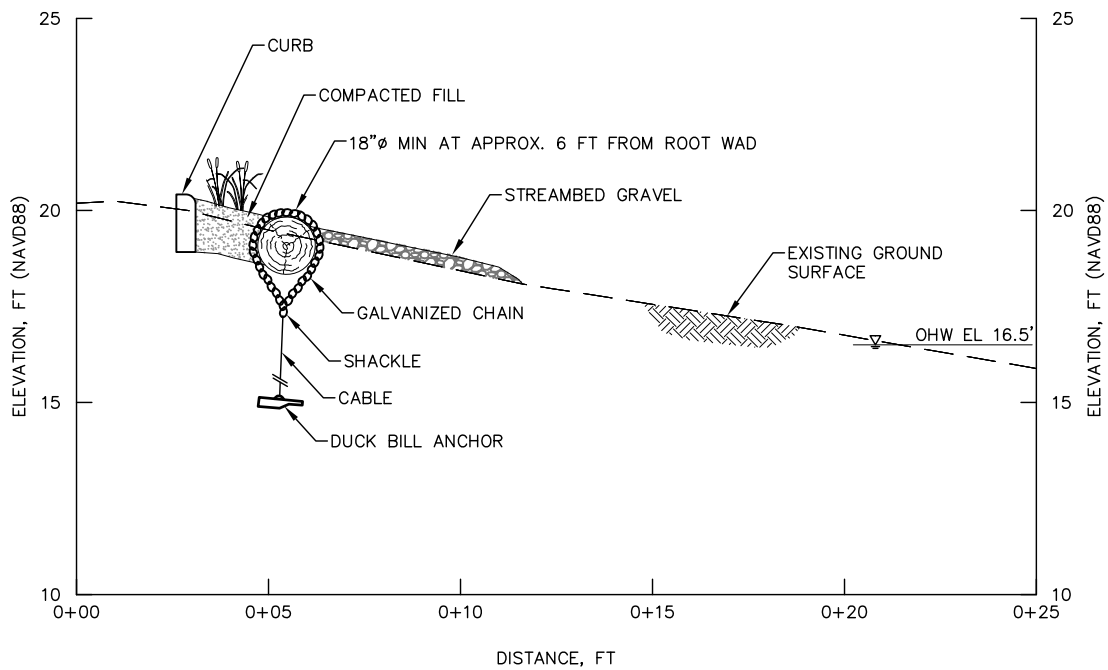 25
25
CURB
COMPACTED FILL
18"ø MIN AT APPROX. 6 FT FROM ROOT WAD
STREAMBED GRAVEL
20
20
EXISTING GROUND
SURFACE
GALVANIZED CHAIN
OHW EL 16.5'
SHACKLE
CABLE
15
15
DUCK BILL ANCHOR
ELEVATION, FT (NAVD88)
ELEVATION, FT (NAVD88)
10
10
0+00
0+05
0+10
0+15
0+20
0+25
DISTANCE, FT